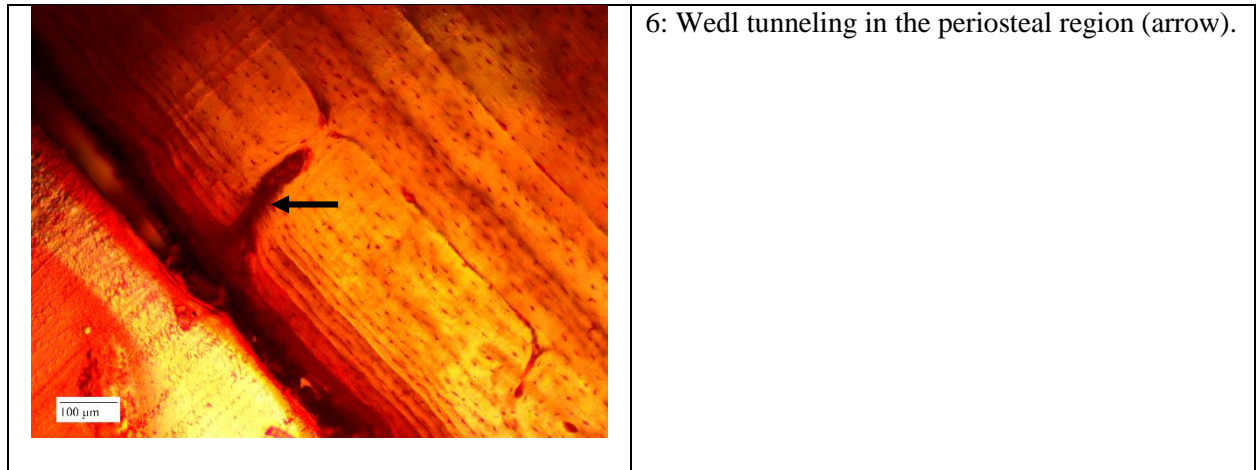 6: Wedl tunneling in the periosteal region (arrow).
100 µm